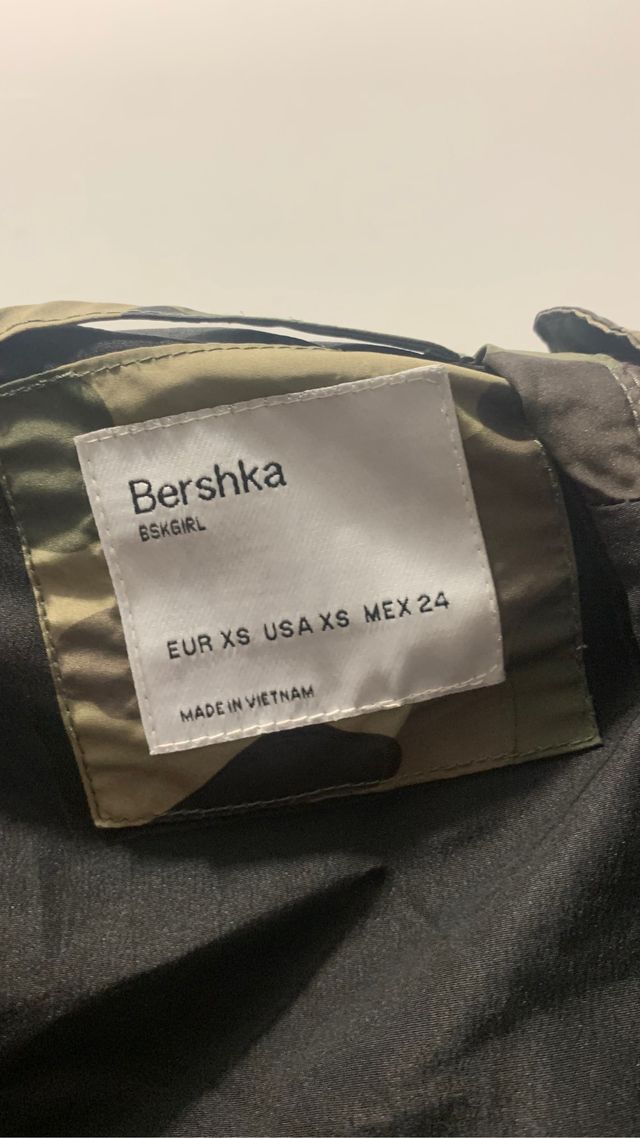 Bershka
BSKGIRL
EUR XS USA XS MEX 24
MADE IN VIETNAM